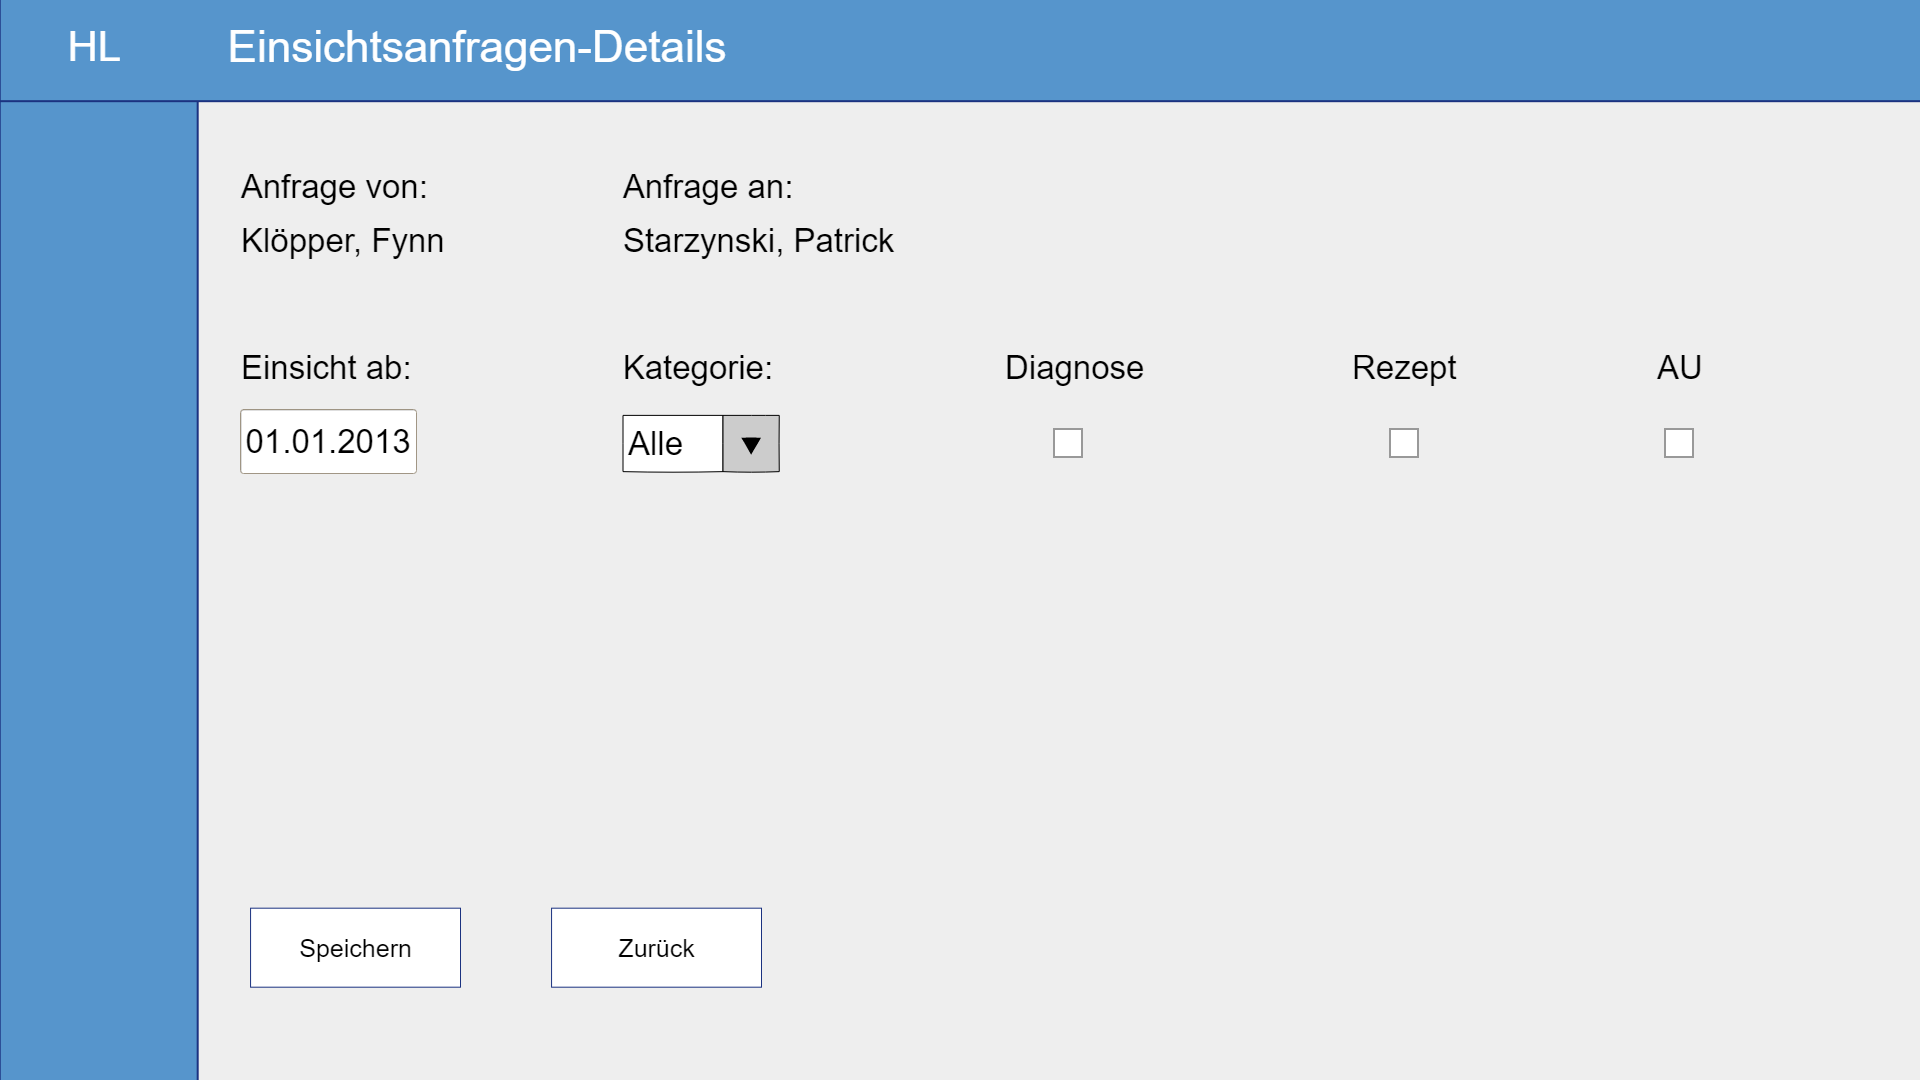 HL
Einsichtsanfragen-Details
Anfrage von:
Anfrage an:
Klöpper, Fynn
Starzynski, Patrick
Einsicht ab:
Kategorie:
Diagnose
Rezept
AU
01.01.2013
Alle
Speichern
Zurück